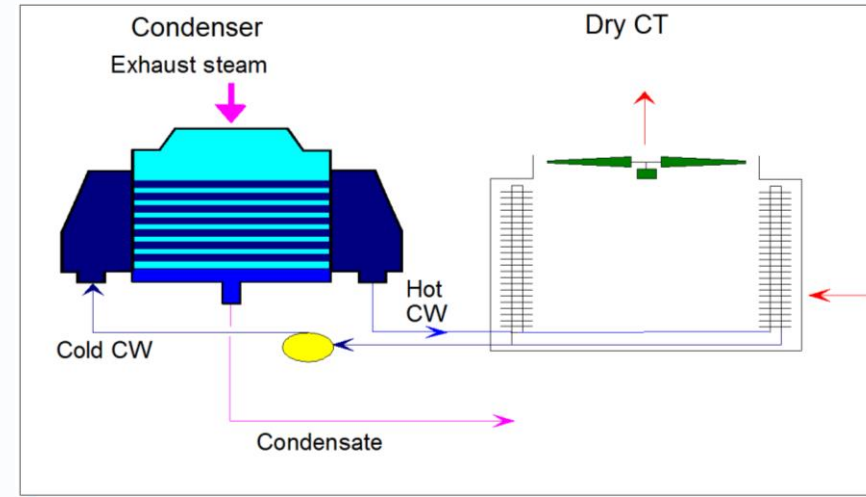 Condenser
Exhaust steam
Dry CT
Hot
CW
Cold CW
Condensate